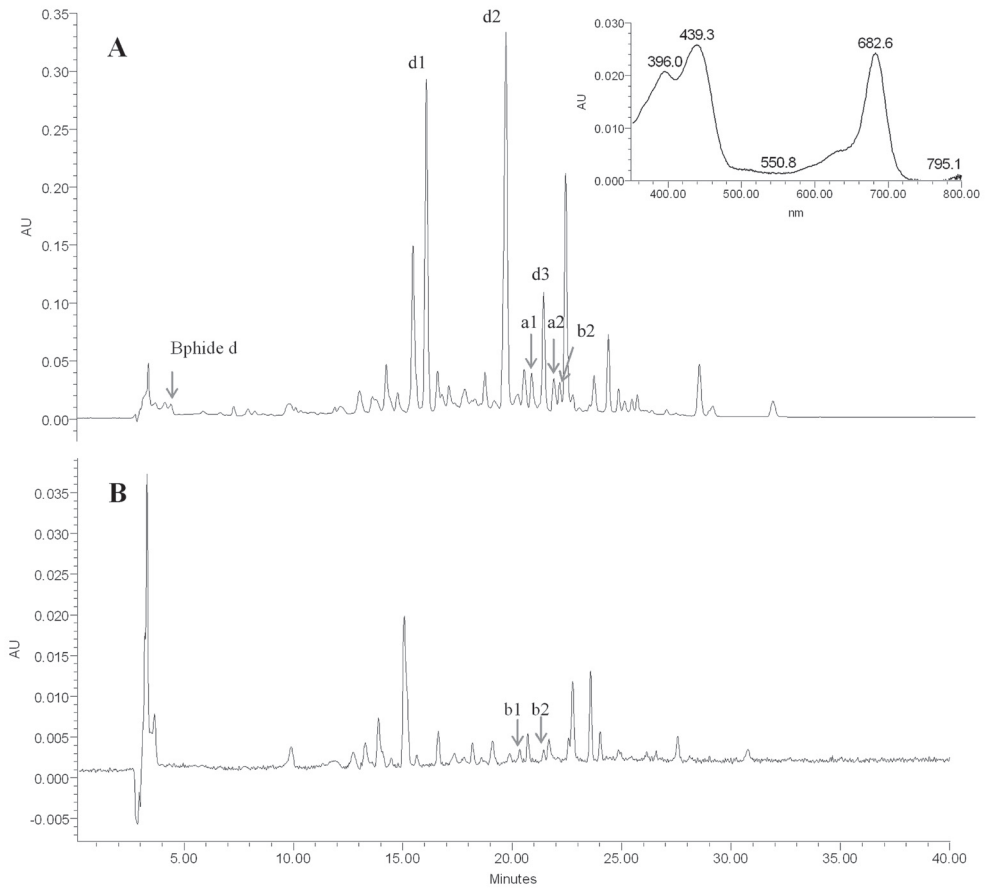 A
0.35
0.30
0.25
0.20
0.15
0.10
0.05
0.00
AU
d1
d2
d3
a1
a2
b2
Bphide d
0.030
0.020
0.010
0.000
AU
396.0
439.3
550.8
682.6
795.1
400.00 500.00 600.00 700.00 800.00
nm
B
0.035
0.030
0.025
0.020
0.015
0.010
0.005
0.000
-0.005
AU
b1 b2
5.00 10.00 15.00 20.00 25.00 30.00 35.00 40.00
Minutes